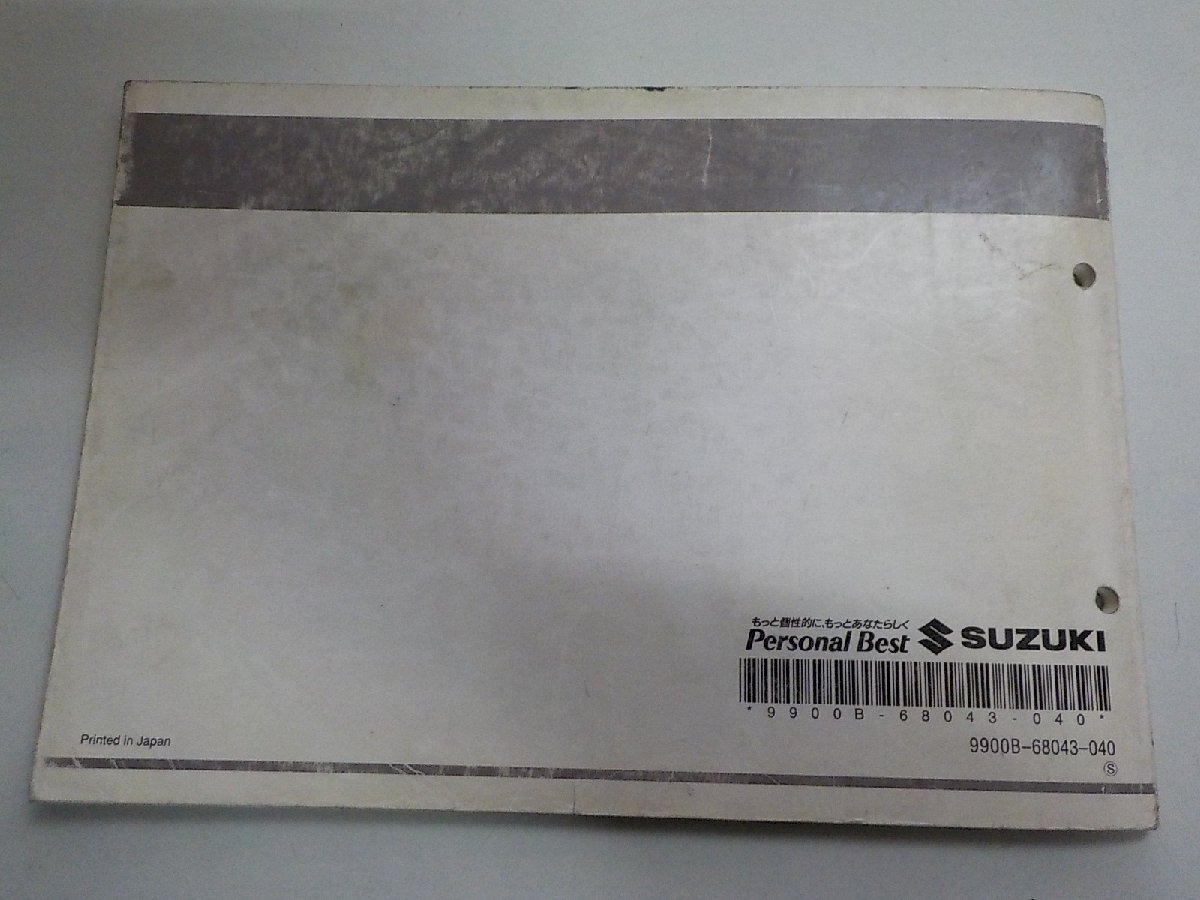 もっと個性的に、もっとあなたらしく
Personal Best SUZUKI
*9900B-68043-040*
9900B-68043-040
Ⓢ
Printed in Japan